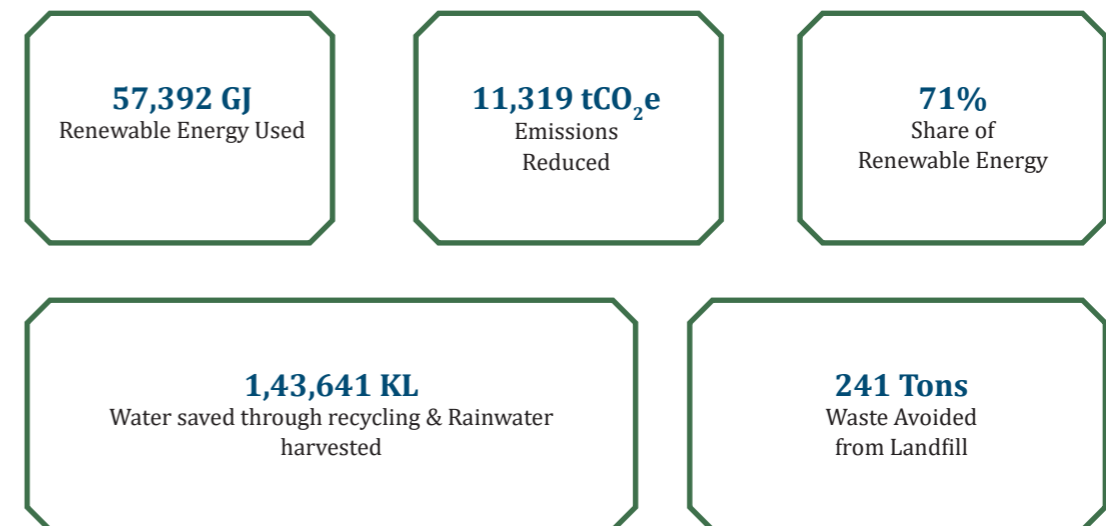 57,392 GJ
Renewable Energy Used
11,319 tCO₂e
Emissions
Reduced
71%
Share of
Renewable Energy
1,43,641 KL
Water saved through recycling & Rainwater
harvested
241 Tons
Waste Avoided
from Landfill